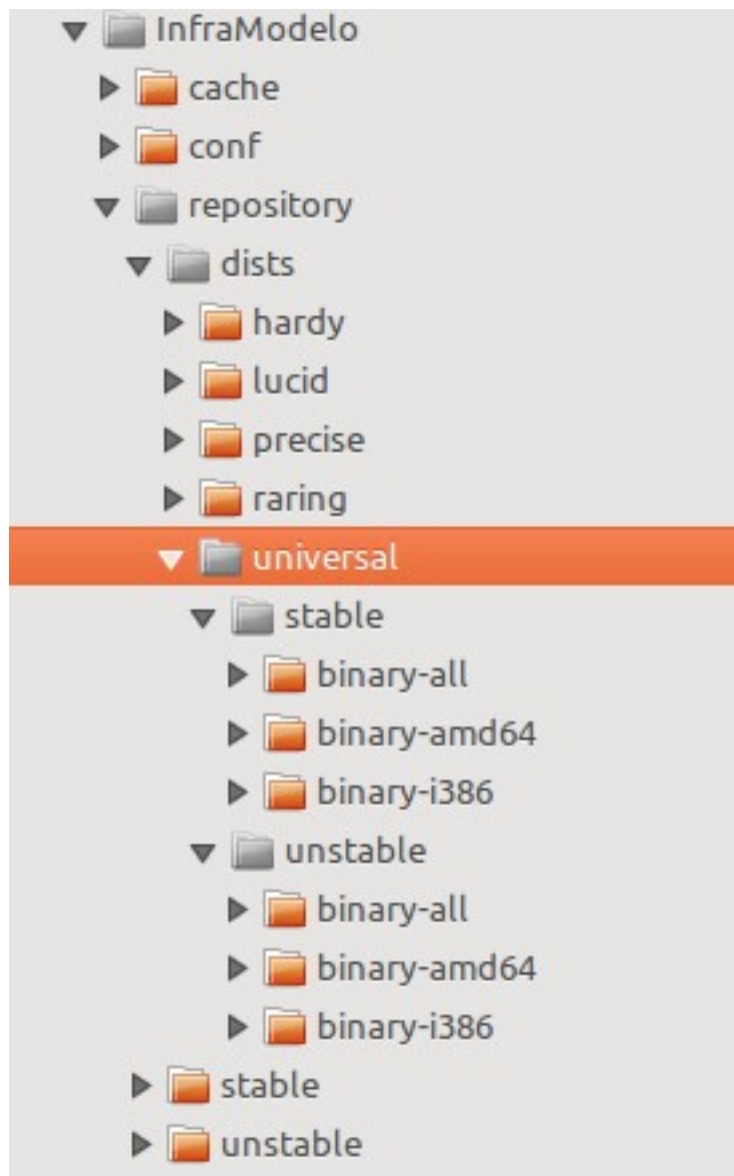 InfraModelo
cache
conf
repository
dists
hardy
lucid
precise
raring
universal
stable
binary-all
binary-amd64
binary-i386
unstable
binary-all
binary-amd64
binary-i386
stable
unstable